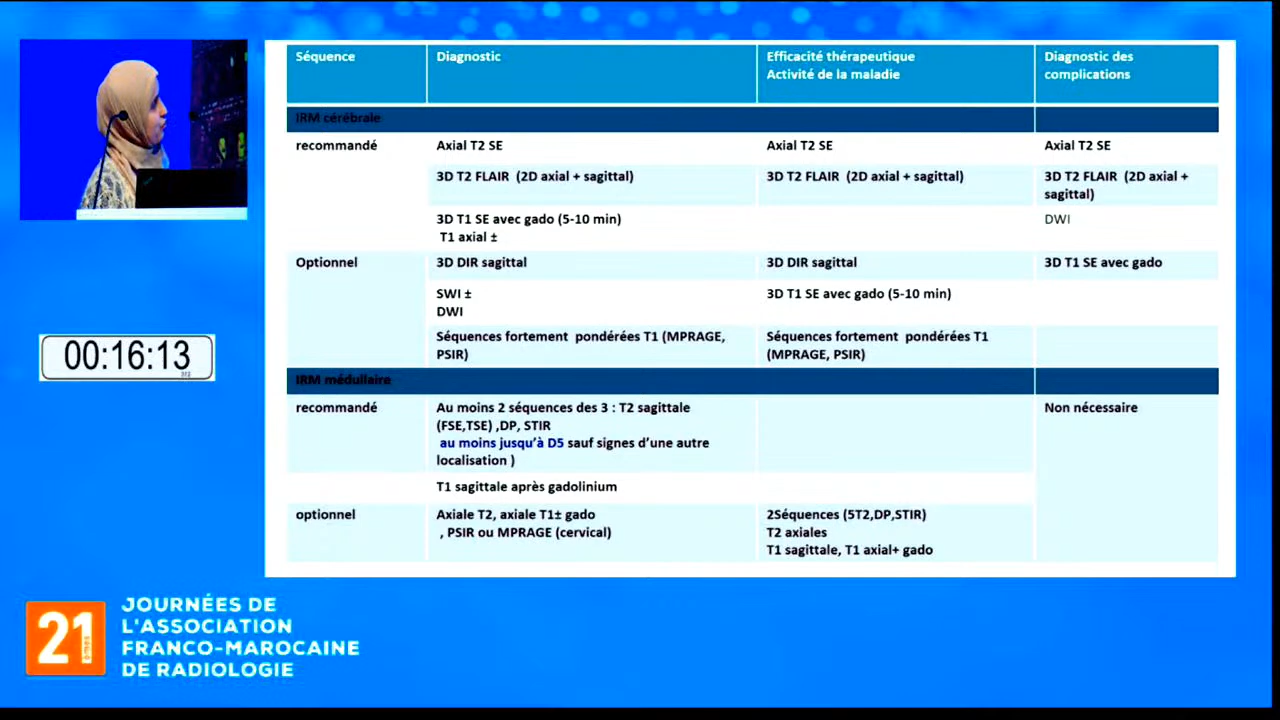 Séquence
Diagnostic
Efficacité thérapeutique
Activité de la maladie
Diagnostic des
complications
IRM cérébrale
recommandé
Axial T2 SE
Axial T2 SE
Axial T2 SE
3D T2 FLAIR (2D axial + sagittal)
3D T2 FLAIR (2D axial + sagittal)
3D T2 FLAIR (2D axial +
sagittal)
3D T1 SE avec gado (5-10 min)
T1 axial ±
DWI
Optionnel
3D DIR sagittal
3D DIR sagittal
3D T1 SE avec gado
SWI ±
DWI
3D T1 SE avec gado (5-10 min)
Séquences fortement pondérées T1 (MPRAGE,
PSIR)
Séquences fortement pondérées T1
(MPRAGE, PSIR)
IRM médullaire
recommandé
Au moins 2 séquences des 3 : T2 sagittale
(FSE,TSE) ,DP, STIR
au moins jusqu'à D5 sauf signes d'une autre
localisation )
Non nécessaire
T1 sagittale après gadolinium
optionnel
Axiale T2, axiale T1± gado
, PSIR ou MPRAGE (cervical)
2Séquences (5T2,DP,STIR)
T2 axiales
T1 sagittale, T1 axial+ gado
00:16:13
21
èmes
JOURNÉES DE
L'ASSOCIATION
FRANCO-MAROCAINE
DE RADIOLOGIE